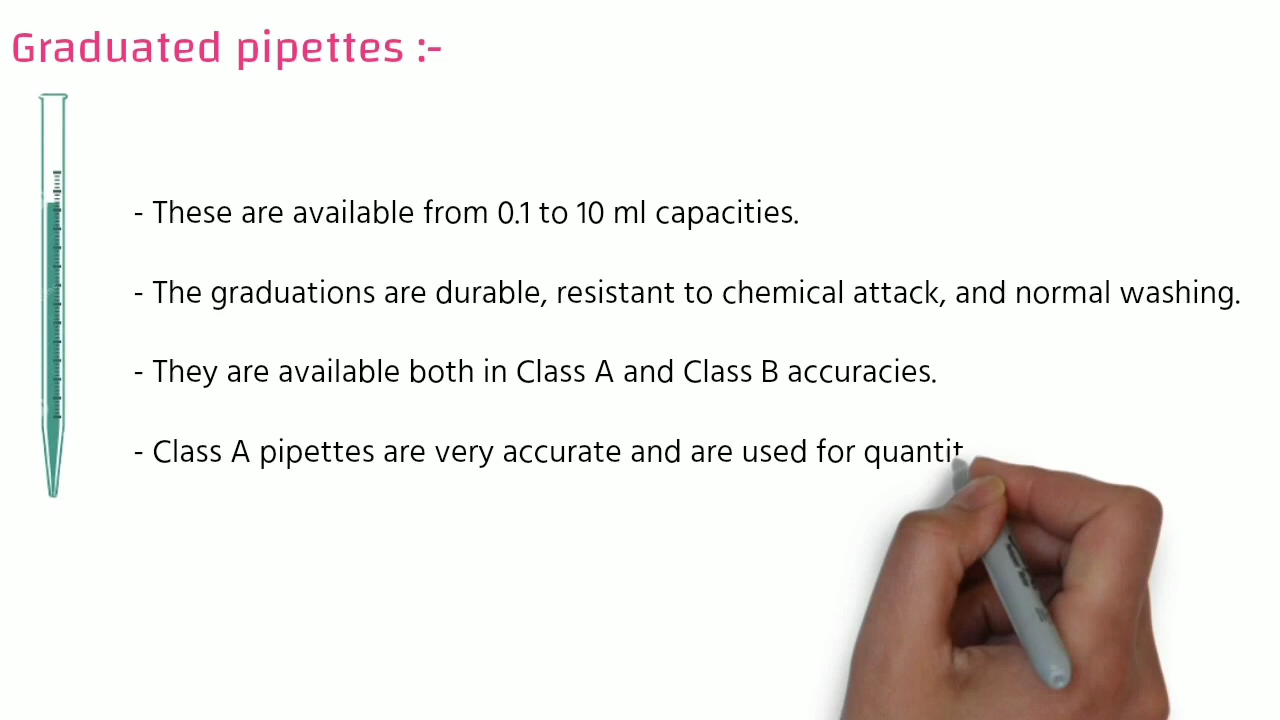 Graduated pipettes :-
- These are available from 0.1 to 10 ml capacities.
- The graduations are durable, resistant to chemical attack, and normal washing.
- They are available both in Class A and Class B accuracies.
- Class A pipettes are very accurate and are used for quantit